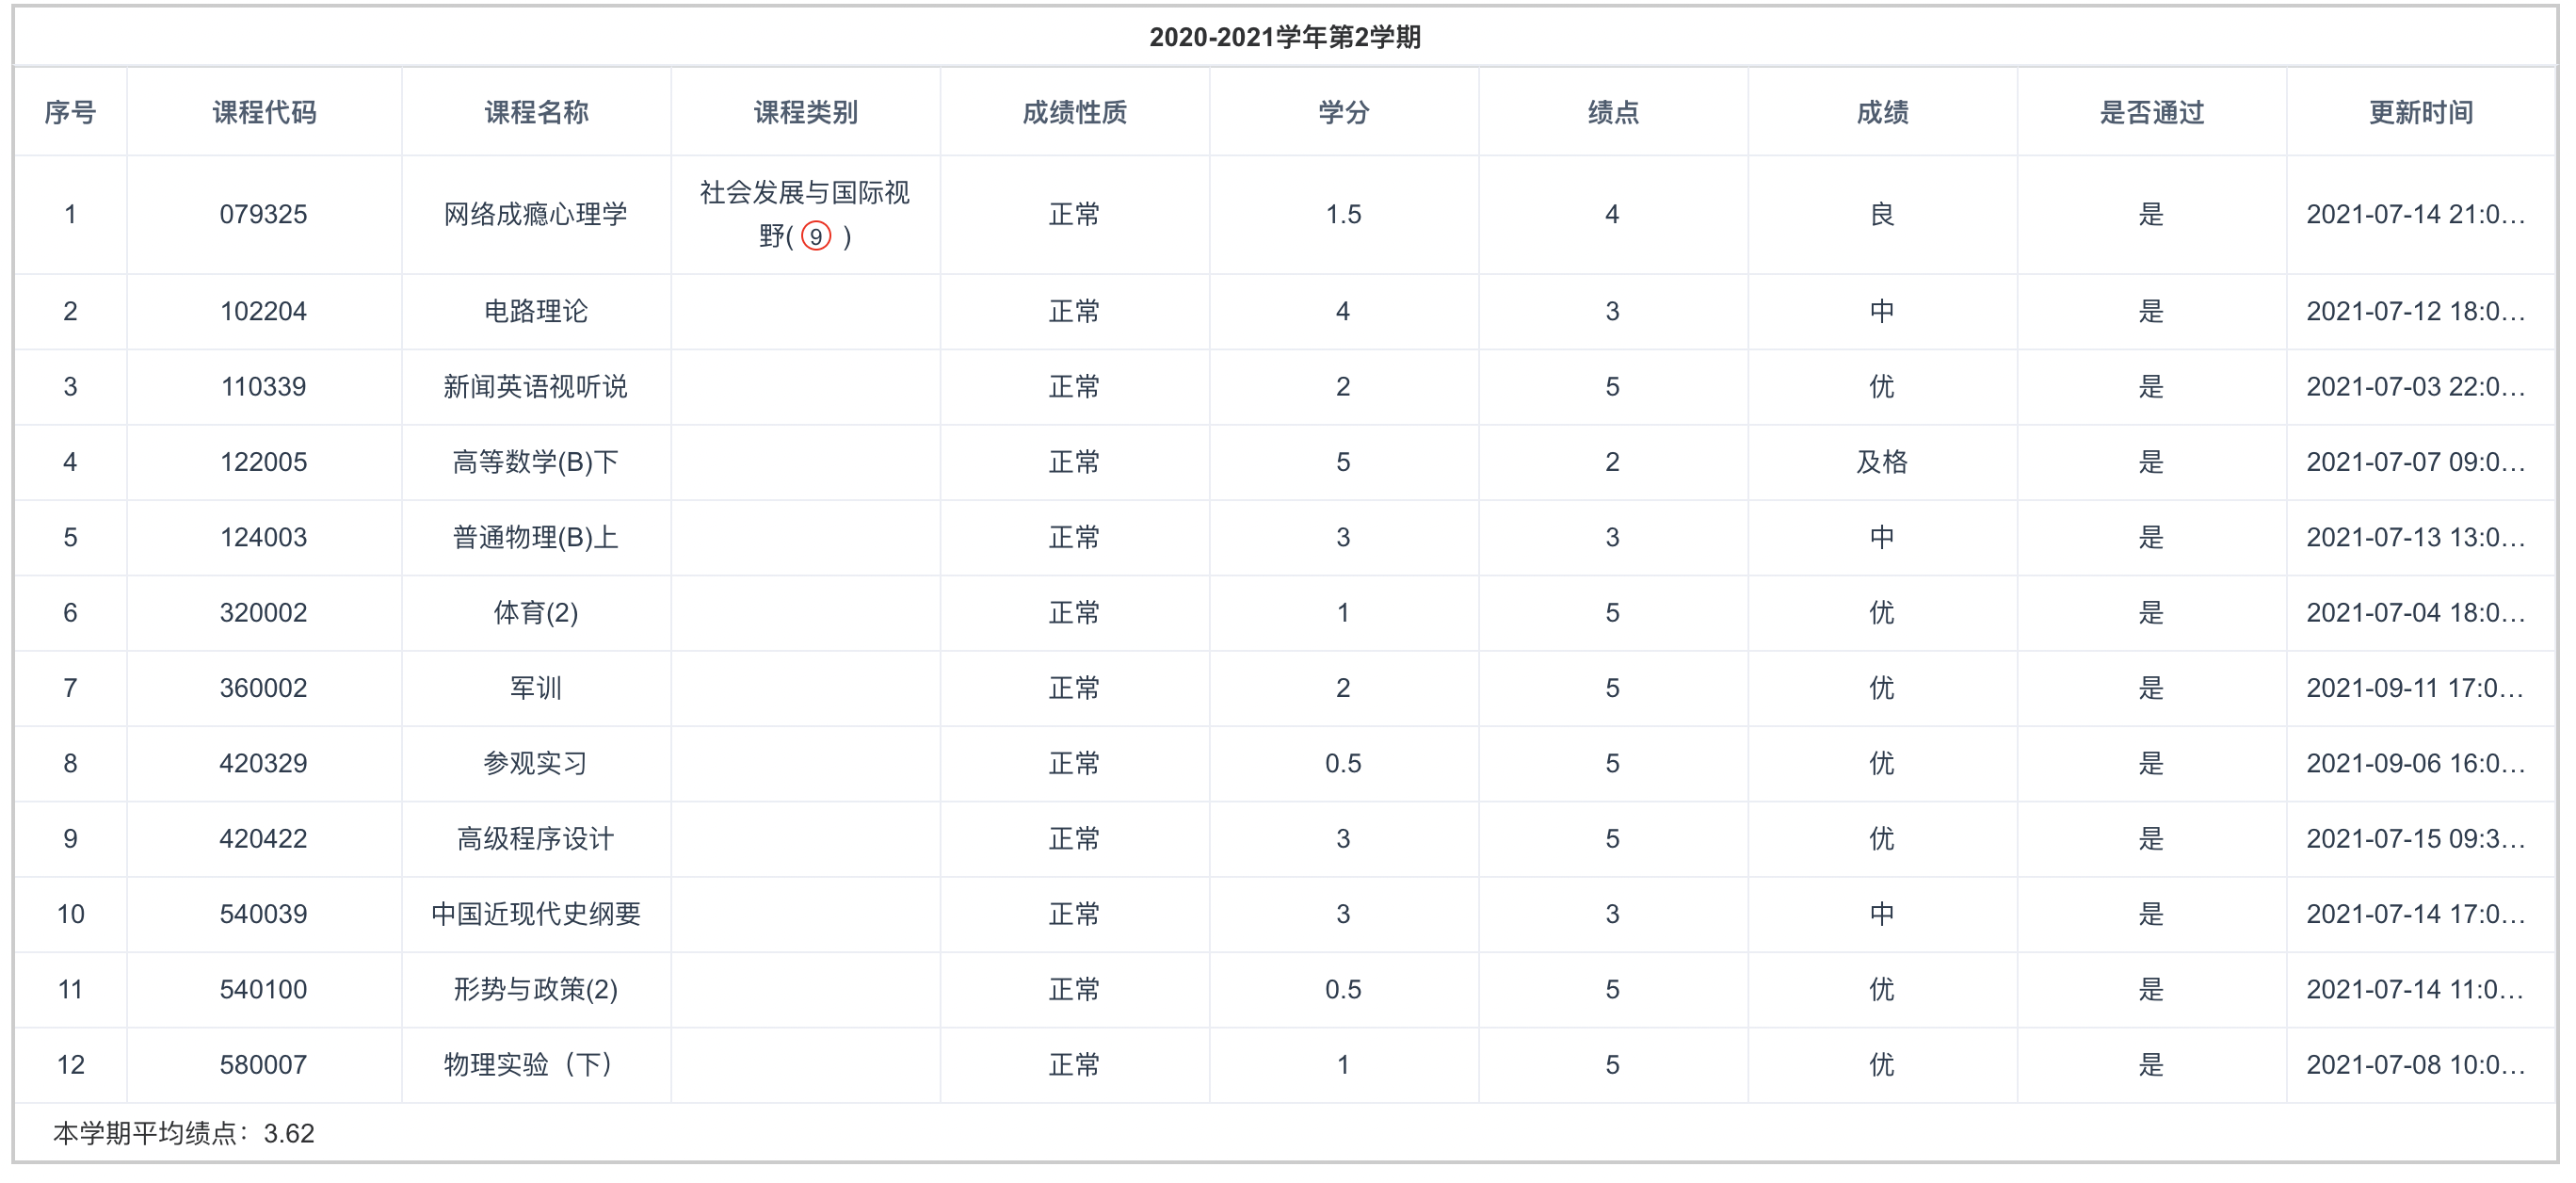 2020-2021学年第2学期
序号 课程代码 课程名称 课程类别 成绩性质 学分 绩点 成绩 是否通过 更新时间
1 079325 网络成瘾心理学 社会发展与国际视 正常 1.5 4 良 是 2021-07-14 21:0...
野( ⑨ )
2 102204 电路理论 正常 4 3 中 是 2021-07-12 18:0...
3 110339 新闻英语视听说 正常 2 5 优 是 2021-07-03 22:0...
4 122005 高等数学(B)下 正常 5 2 及格 是 2021-07-07 09:0...
5 124003 普通物理(B)上 正常 3 3 中 是 2021-07-13 13:0...
6 320002 体育(2) 正常 1 5 优 是 2021-07-04 18:0...
7 360002 军训 正常 2 5 优 是 2021-09-11 17:0...
8 420329 参观实习 正常 0.5 5 优 是 2021-09-06 16:0...
9 420422 高级程序设计 正常 3 5 优 是 2021-07-15 09:3...
10 540039 中国近现代史纲要 正常 3 3 中 是 2021-07-14 17:0...
11 540100 形势与政策(2) 正常 0.5 5 优 是 2021-07-14 11:0...
12 580007 物理实验（下） 正常 1 5 优 是 2021-07-08 10:0...
本学期平均绩点：3.62